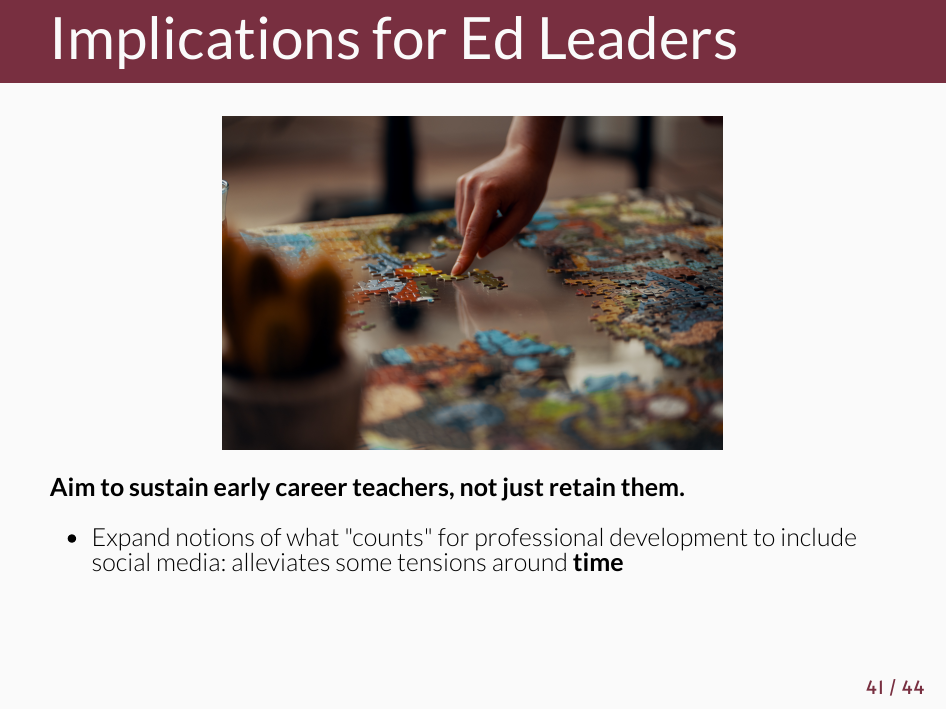 Implications for Ed Leaders
Aim to sustain early career teachers, not just retain them.
• Expand notions of what "counts" for professional development to include
social media: alleviates some tensions around time
41 / 44